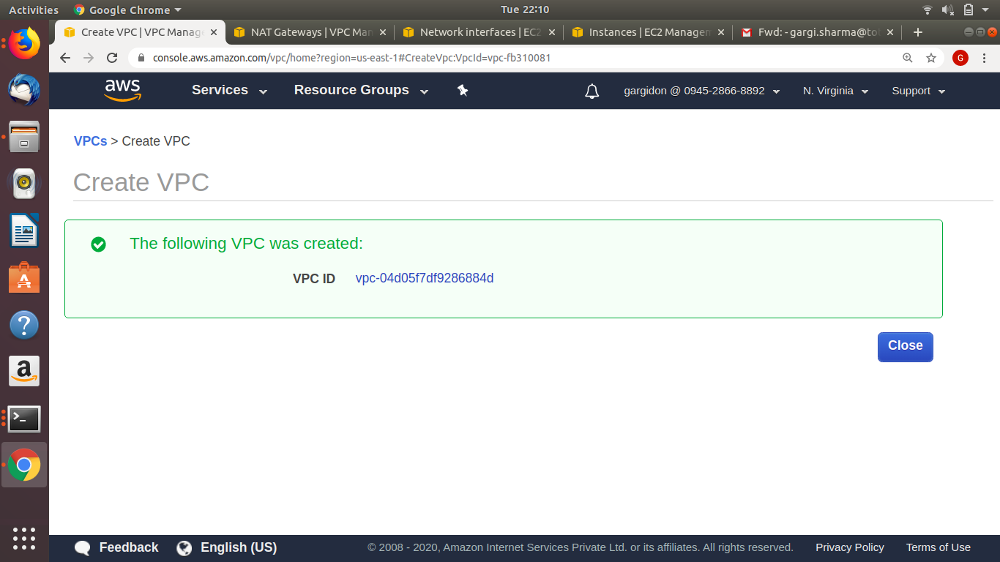 Activities
Google Chrome
Tue 22:10
Create VPC | VPC Manage
NAT Gateways | VPC Man
Network interfaces | EC2
Instances | EC2 Managem
Fwd: - gargi.sharma@to
console.aws.amazon.com/vpc/home?region=us-east-1#CreateVpc:VpcId=vpc-fb310081
G
aws
Services
Resource Groups
gargidon @ 0945-2866-8892
N. Virginia
Support
VPCs > Create VPC
Create VPC
The following VPC was created:
VPC ID vpc-04d05f7df9286884d
Close
Feedback
English (US)
© 2008 - 2020, Amazon Internet Services Private Ltd. or its affiliates. All rights reserved.
Privacy Policy
Terms of Use